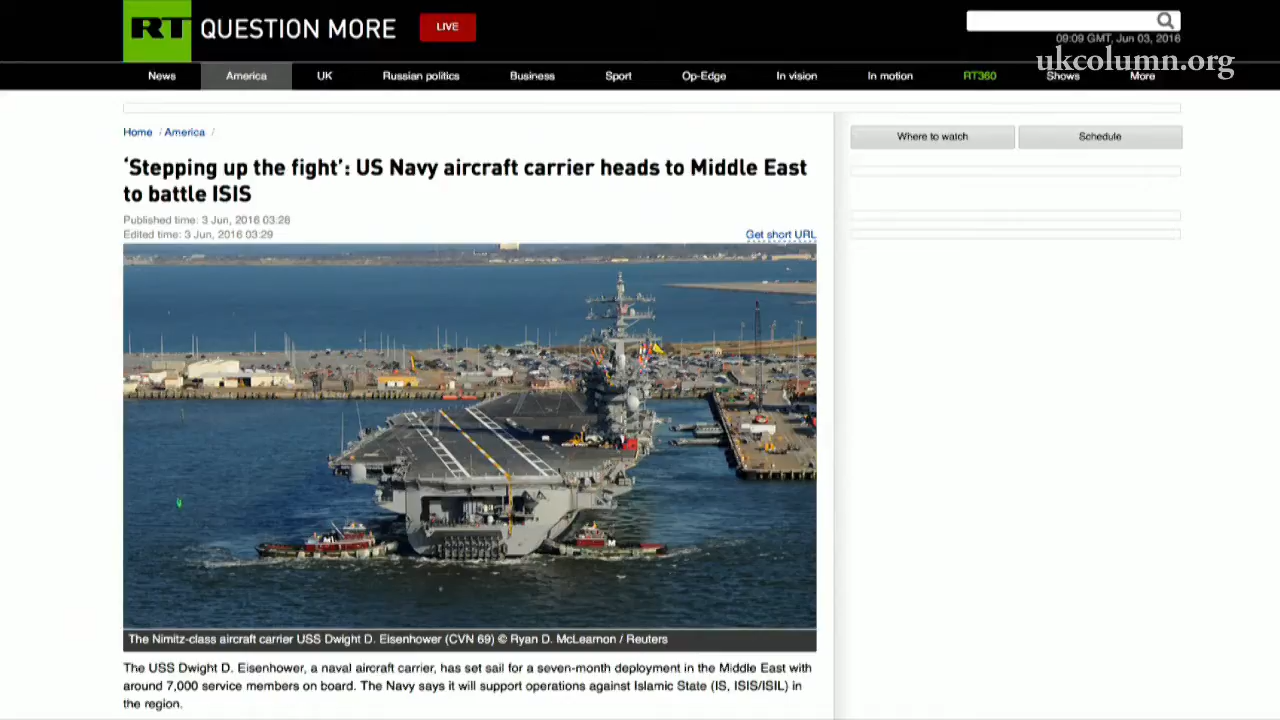 RT QUESTION MORE
LIVE
09:09 GMT, Jun 03, 2016
ukcolumn.org
News America UK Russian politics Business Sport Op-Edge In vision In motion RT360 Shows More
Home / America /
Where to watch
Schedule
‘Stepping up the fight’: US Navy aircraft carrier heads to Middle East
to battle ISIS
Published time: 3 Jun, 2016 03:28
Edited time: 3 Jun, 2016 03:29
Get short URL
The Nimitz-class aircraft carrier USS Dwight D. Eisenhower (CVN 69) © Ryan D. McLearnon / Reuters
The USS Dwight D. Eisenhower, a naval aircraft carrier, has set sail for a seven-month deployment in the Middle East with
around 7,000 service members on board. The Navy says it will support operations against Islamic State (IS, ISIS/ISIL) in
the region.